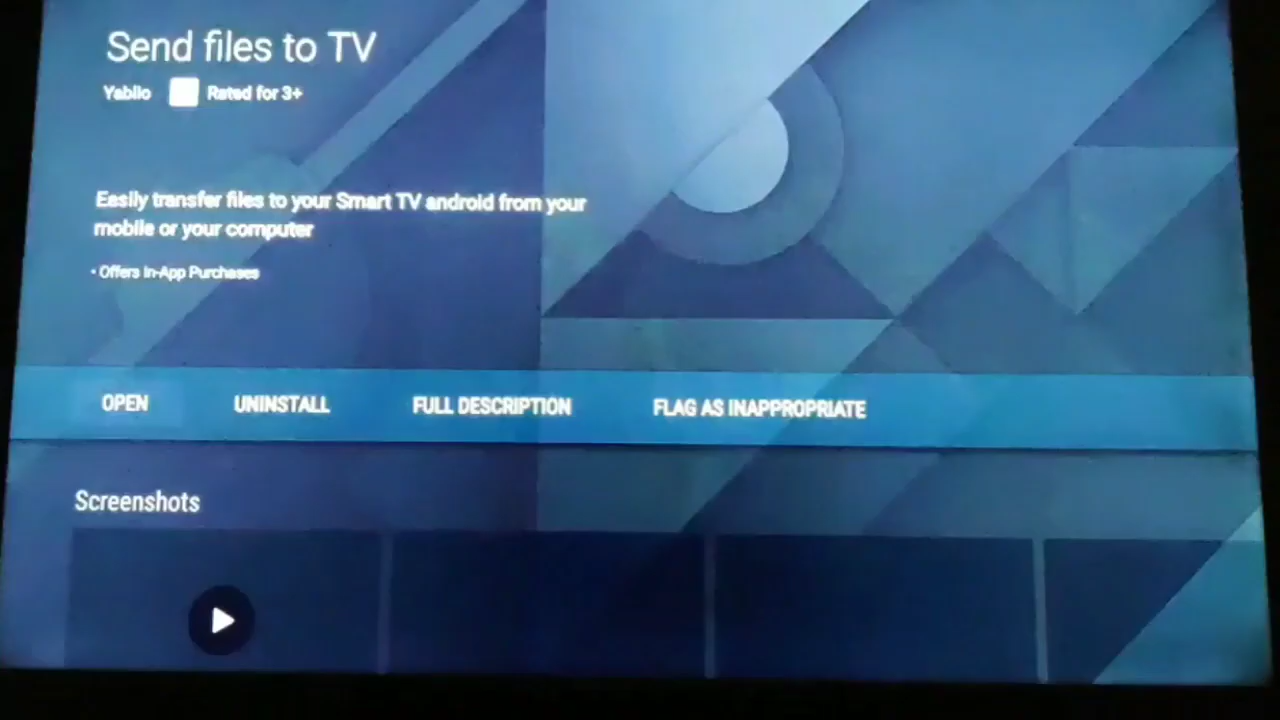 Send files to TV
Yablio Rated for 3+
Easily transfer files to your Smart TV android from your
mobile or your computer
• Offers In-App Purchases
OPEN UNINSTALL FULL DESCRIPTION FLAG AS INAPPROPRIATE
Screenshots